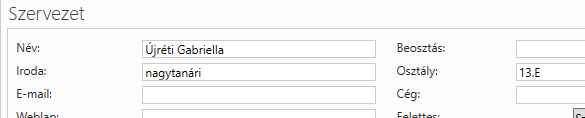 Szervezet
Név: Újréti Gabriella Beosztás:
Iroda: nagytanári Osztály: 13.E
E-mail: Cég:
Weblap: Felettes: